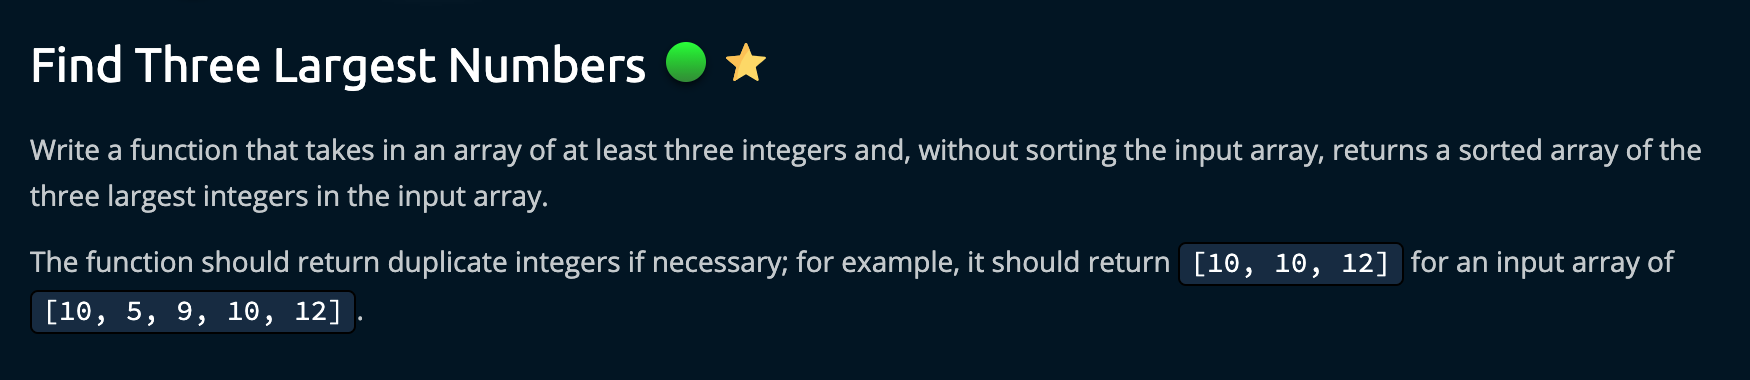 Find Three Largest Numbers
Write a function that takes in an array of at least three integers and, without sorting the input array, returns a sorted array of the
three largest integers in the input array.
The function should return duplicate integers if necessary; for example, it should return [10, 10, 12] for an input array of
[10, 5, 9, 10, 12].